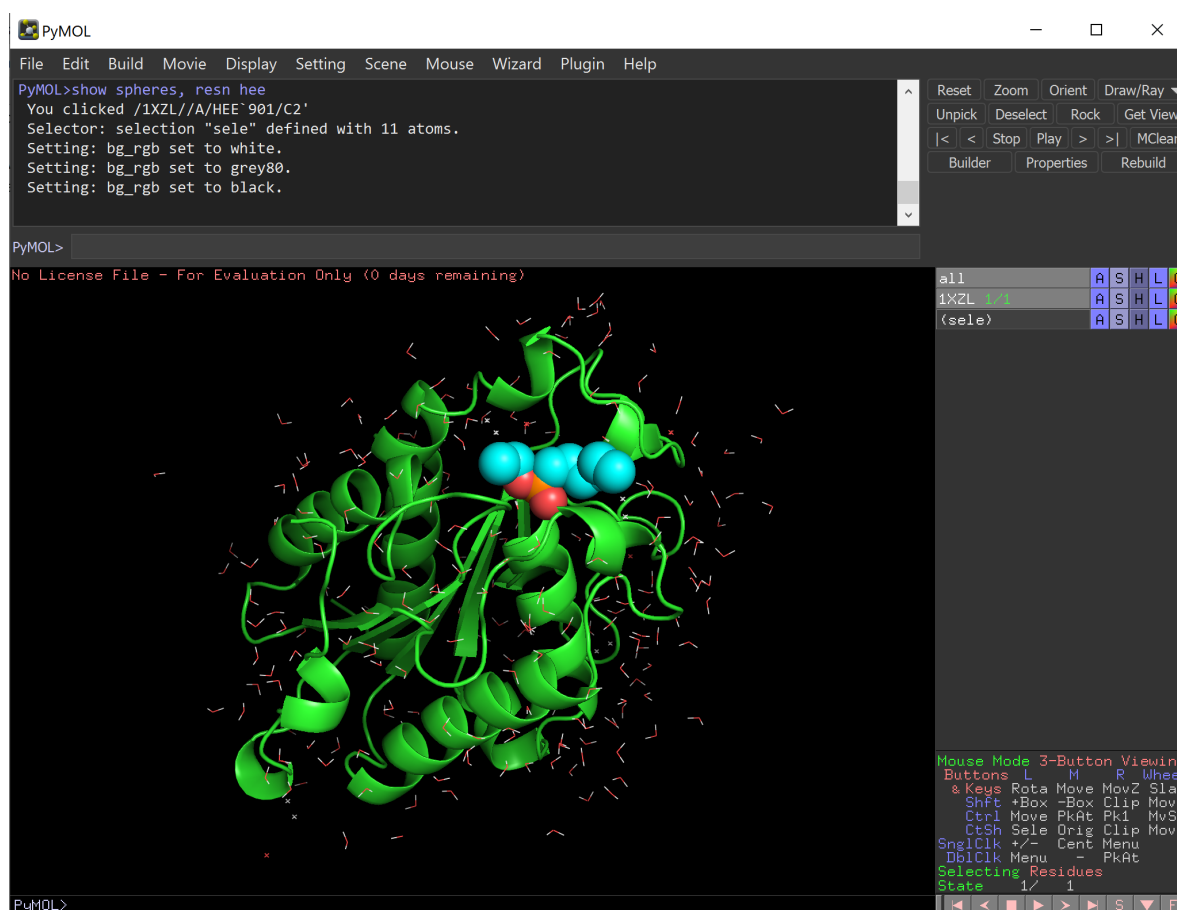 PyMOL
File Edit Build Movie Display Setting Scene Mouse Wizard Plugin Help
PyMOL>show spheres, resn hee
You clicked /1XZL//A/HEE`901/C2'
Selector: selection "sele" defined with 11 atoms.
Setting: bg_rgb set to white.
Setting: bg_rgb set to grey80.
Setting: bg_rgb set to black.
Reset Zoom Orient Draw/Ray
Unpick Deselect Rock Get View
|< < Stop Play > >| MClear
Builder Properties Rebuild
PyMOL>
No License File - For Evaluation Only (0 days remaining)
all A S H L
1XZL 1/1 A S H L
(sele) A S H L
Mouse Mode 3-Button Viewin
Buttons L M R Whee
& Keys Rota Move MovZ Sla
Shft +Box -Box Clip Mov
Ctrl Move PkAt Pk1 MvS
CtSh Sele Orig Clip Mov
SnglClk +/- Cent Menu
DblClk Menu - PkAt
Selecting Residues
State 1/ 1
PyMOL>
S F